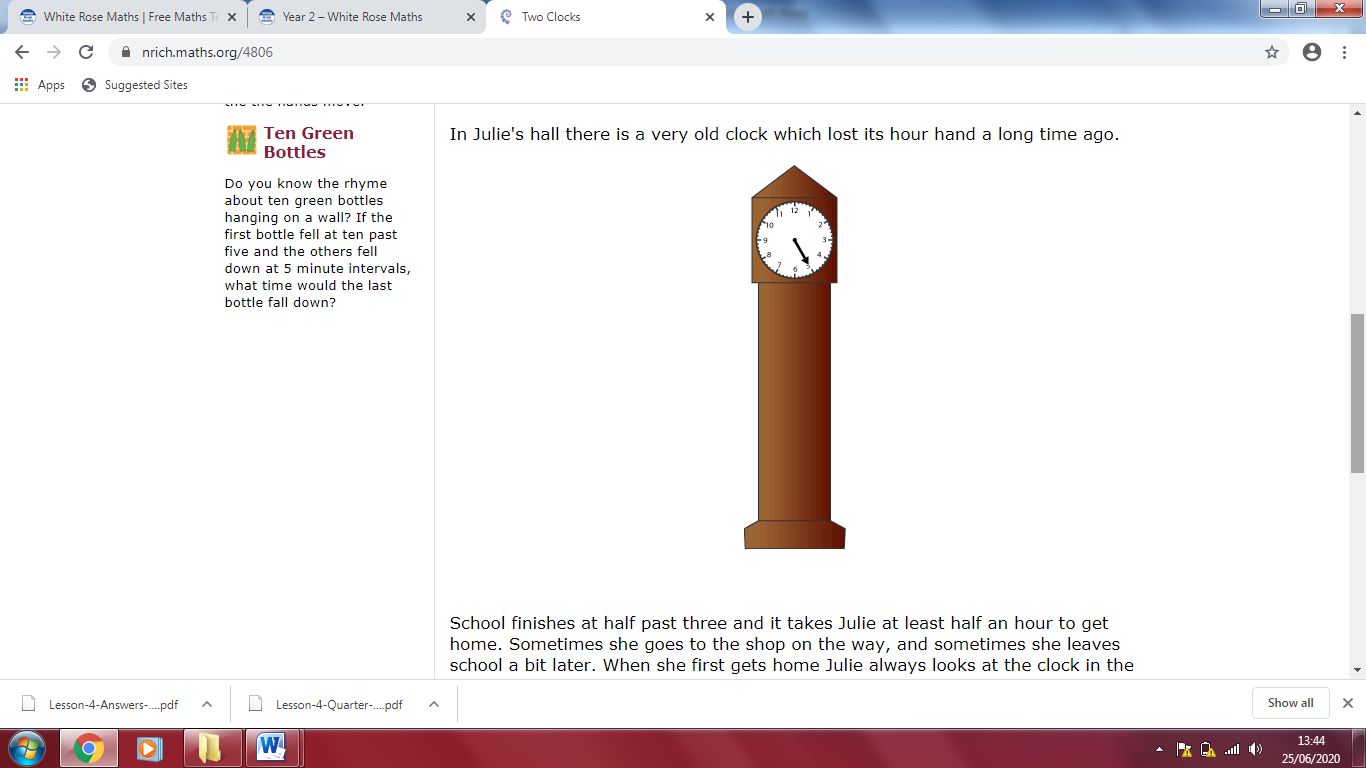 White Rose Maths | Free Maths Te
Year 2 – White Rose Maths
Two Clocks
nrich.maths.org/4806
Apps
Suggested Sites
the the hands move.
Ten Green
Bottles
Do you know the rhyme
about ten green bottles
hanging on a wall? If the
first bottle fell at ten past
five and the others fell
down at 5 minute intervals,
what time would the last
bottle fall down?
In Julie's hall there is a very old clock which lost its hour hand a long time ago.
12
1
2
3
4
5
6
7
8
9
10
11
School finishes at half past three and it takes Julie at least half an hour to get
home. Sometimes she goes to the shop on the way, and sometimes she leaves
school a bit later. When she first gets home Julie always looks at the clock in the
Lesson-4-Answers-....pdf
Lesson-4-Quarter-....pdf
Show all
13:44
25/06/2020